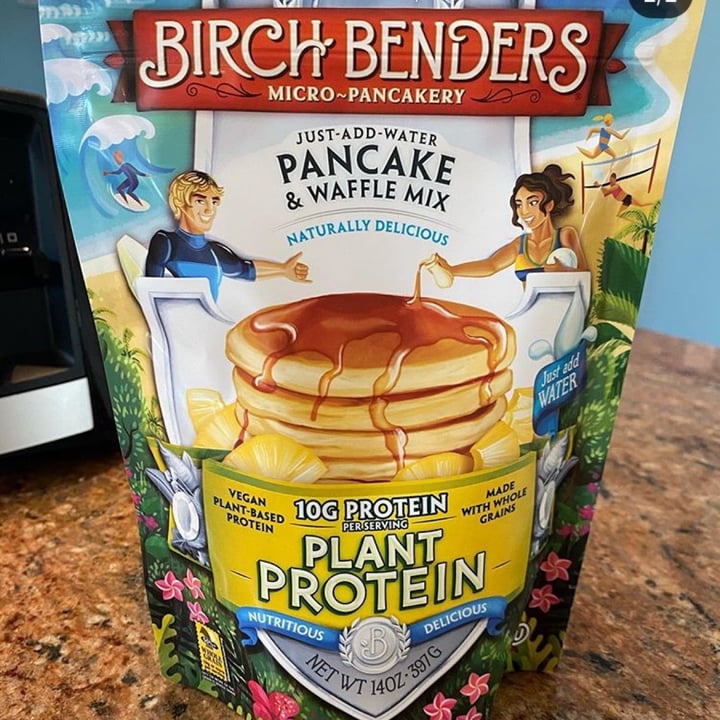 BIRCH BENDERS
MICRO~PANCAKERY
JUST-ADD-WATER
PANCAKE
& WAFFLE MIX
NATURALLY DELICIOUS
Just add
WATER
VEGAN
PLANT-BASED
PROTEIN
10G PROTEIN
PER SERVING
MADE
WITH WHOLE
GRAINS
PLANT
PROTEIN
NUTRITIOUS
DELICIOUS
B
NET WT 14OZ • 397G